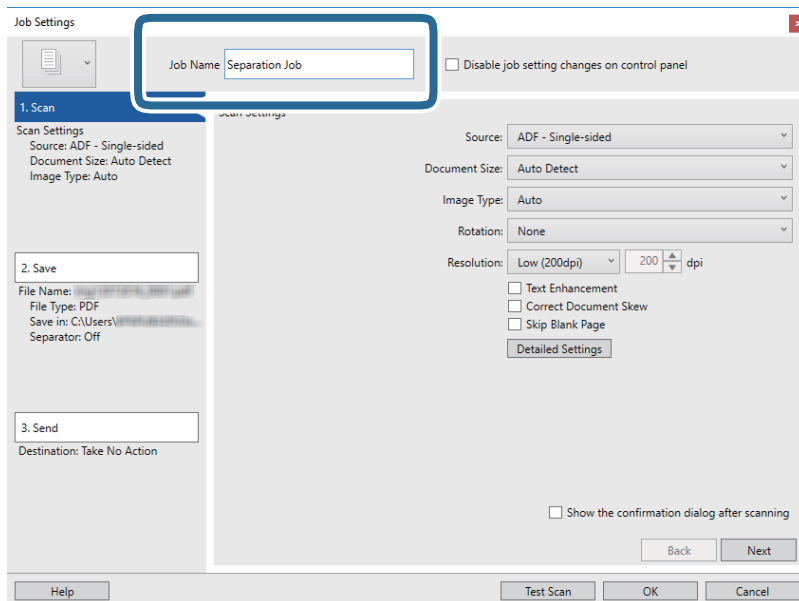 Job Settings
Job Name Separation Job
Disable job setting changes on control panel
1. Scan
Scan Settings
Source: ADF - Single-sided
Document Size: Auto Detect
Image Type: Auto
2. Save
File Name:
File Type: PDF
Save in: C:\Users\
Separator: Off
3. Send
Destination: Take No Action
Scan Settings
Source: ADF - Single-sided
Document Size: Auto Detect
Image Type: Auto
Rotation: None
Resolution: Low (200dpi) 200 dpi
Text Enhancement
Correct Document Skew
Skip Blank Page
Detailed Settings
Show the confirmation dialog after scanning
Back Next
Help Test Scan OK Cancel